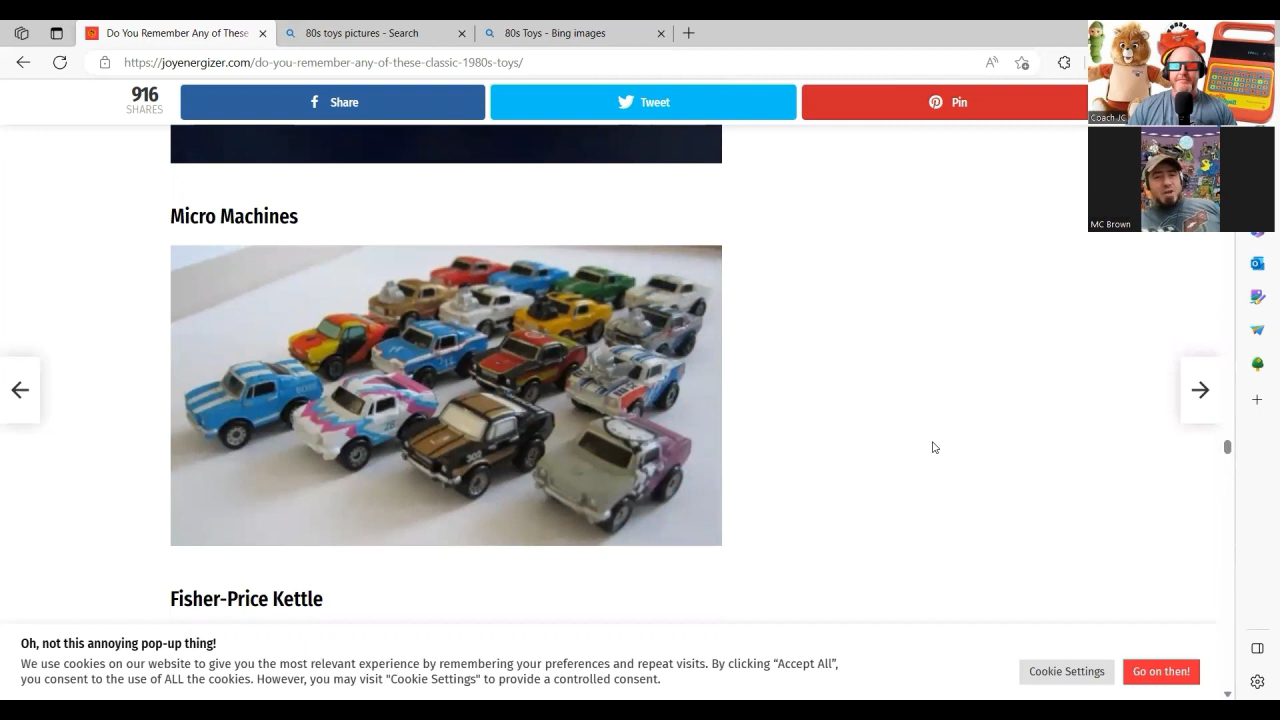 Do You Remember Any of These
80s toys pictures - Search
80s Toys - Bing images
https://joyenergizer.com/do-you-remember-any-of-these-classic-1980s-toys/
916
SHARES
Share
Tweet
Pin
Coach JC
MC Brown
Micro Machines
302
Fisher-Price Kettle
Oh, not this annoying pop-up thing!
We use cookies on our website to give you the most relevant experience by remembering your preferences and repeat visits. By clicking “Accept All”,
you consent to the use of ALL the cookies. However, you may visit "Cookie Settings" to provide a controlled consent.
Cookie Settings
Go on then!